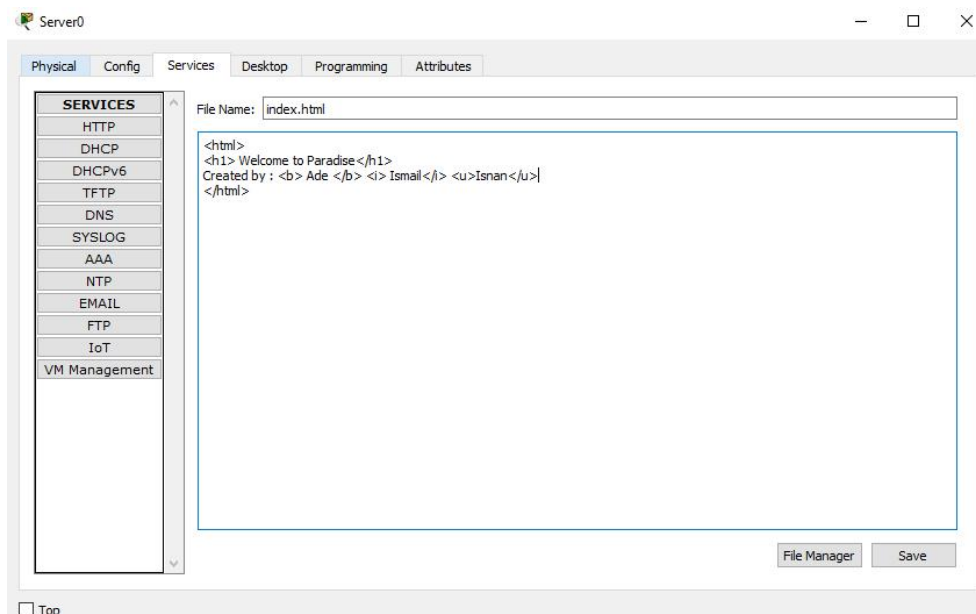 Server0
Physical Config Services Desktop Programming Attributes
SERVICES
HTTP
DHCP
DHCPv6
TFTP
DNS
SYSLOG
AAA
NTP
EMAIL
FTP
IoT
VM Management
File Name: index.html
<html>
<h1> Welcome to Paradise</h1>
Created by : <b> Ade </b> <i> Ismail</i> <u>Isnan</u>
</html>
File Manager Save
Top